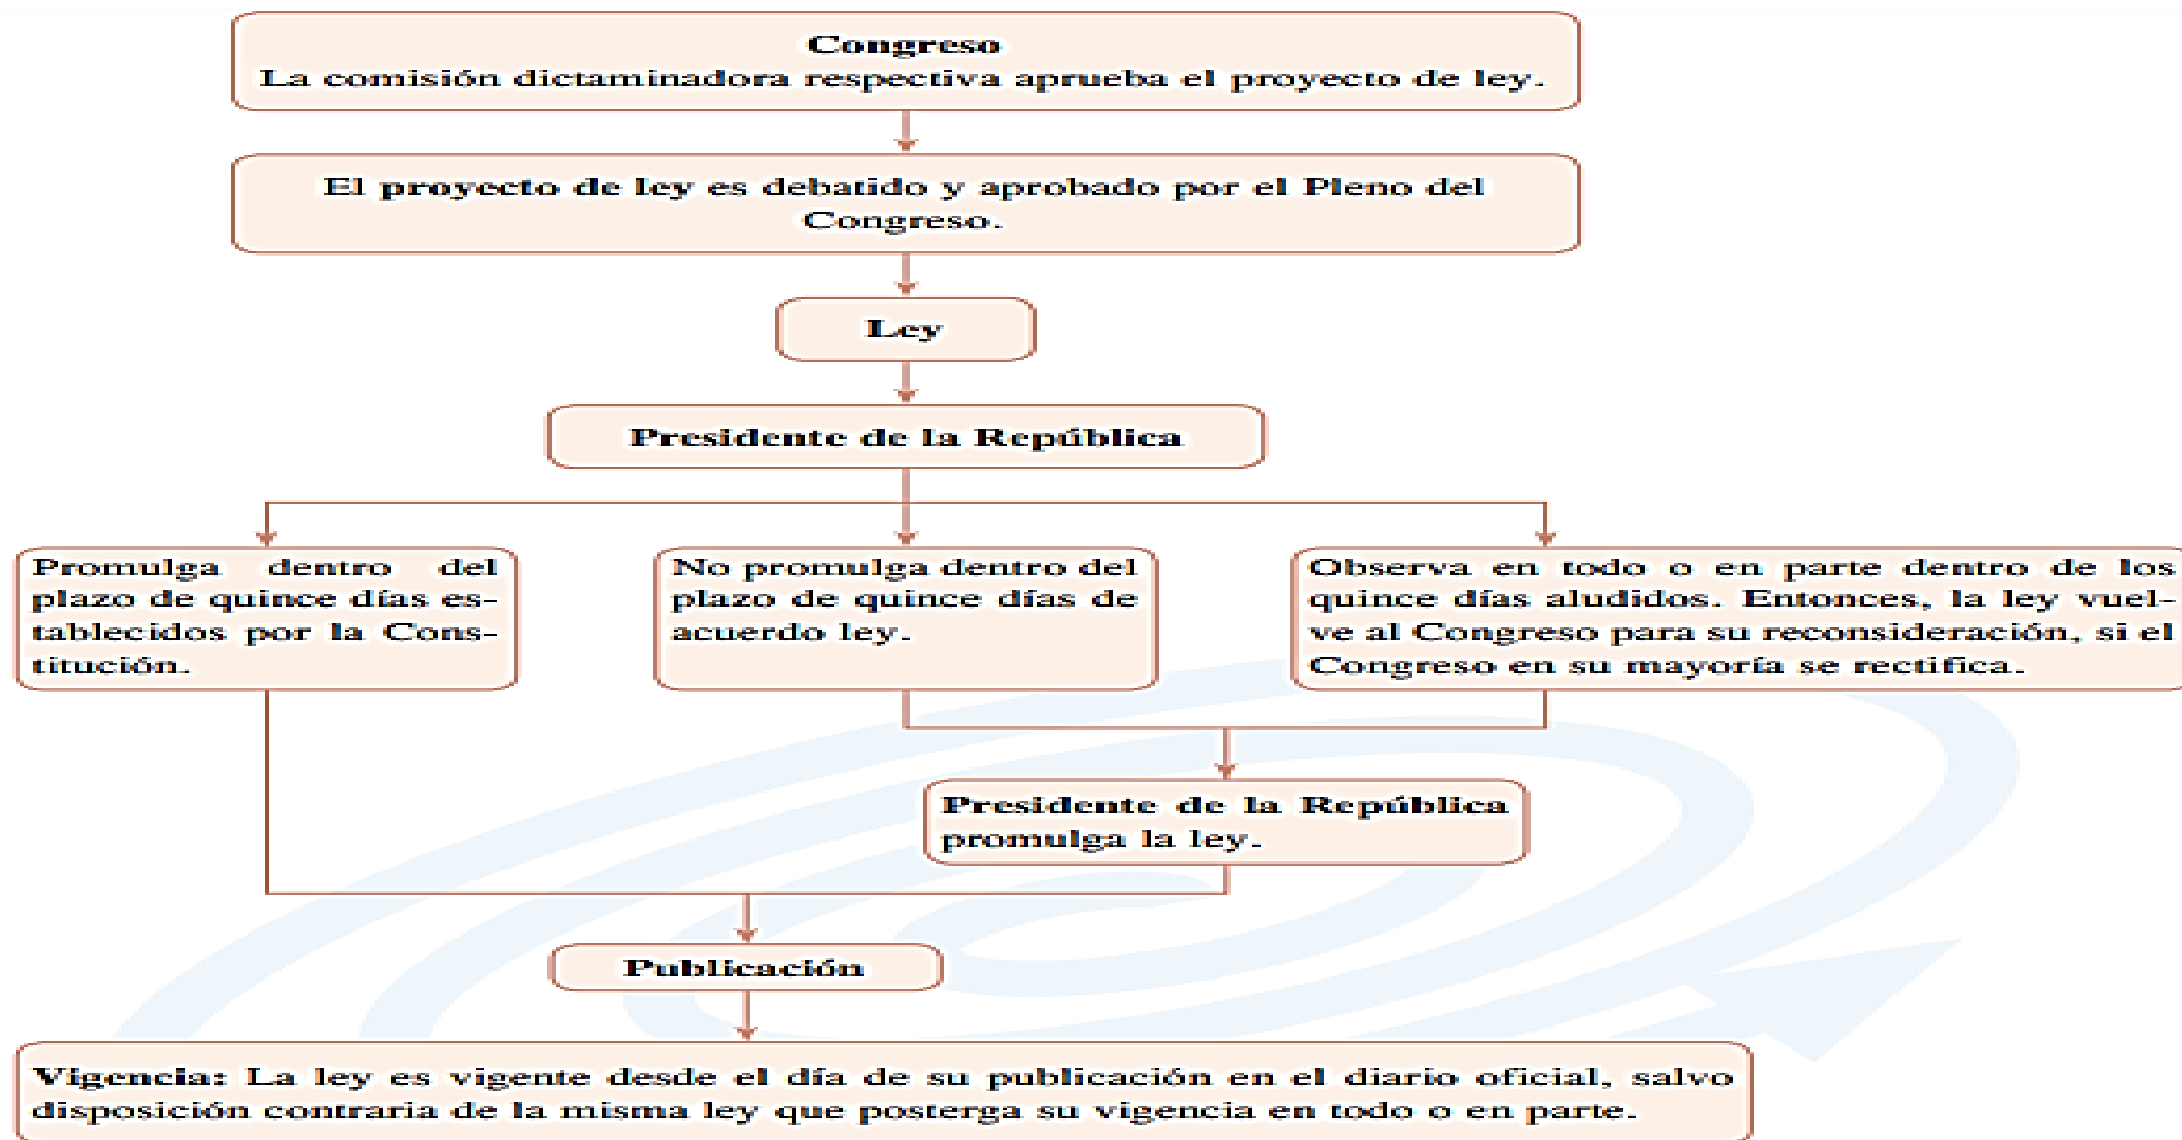 Congreso
La comisión dictaminadora respectiva aprueba el proyecto de ley.
El proyecto de ley es debatido y aprobado por el Pleno del
Congreso.
Ley
Presidente de la República
Promulga dentro del
plazo de quince días es-
tablecidos por la Cons-
titución.
No promulga dentro del
plazo de quince días de
acuerdo ley.
Observa en todo o en parte dentro de los
quince días aludidos. Entonces, la ley vuel-
ve al Congreso para su reconsideración, si el
Congreso en su mayoría se rectifica.
Presidente de la República
promulga la ley.
Publicación
Vigencia: La ley es vigente desde el día de su publicación en el diario oficial, salvo
disposición contraria de la misma ley que posterga su vigencia en todo o en parte.